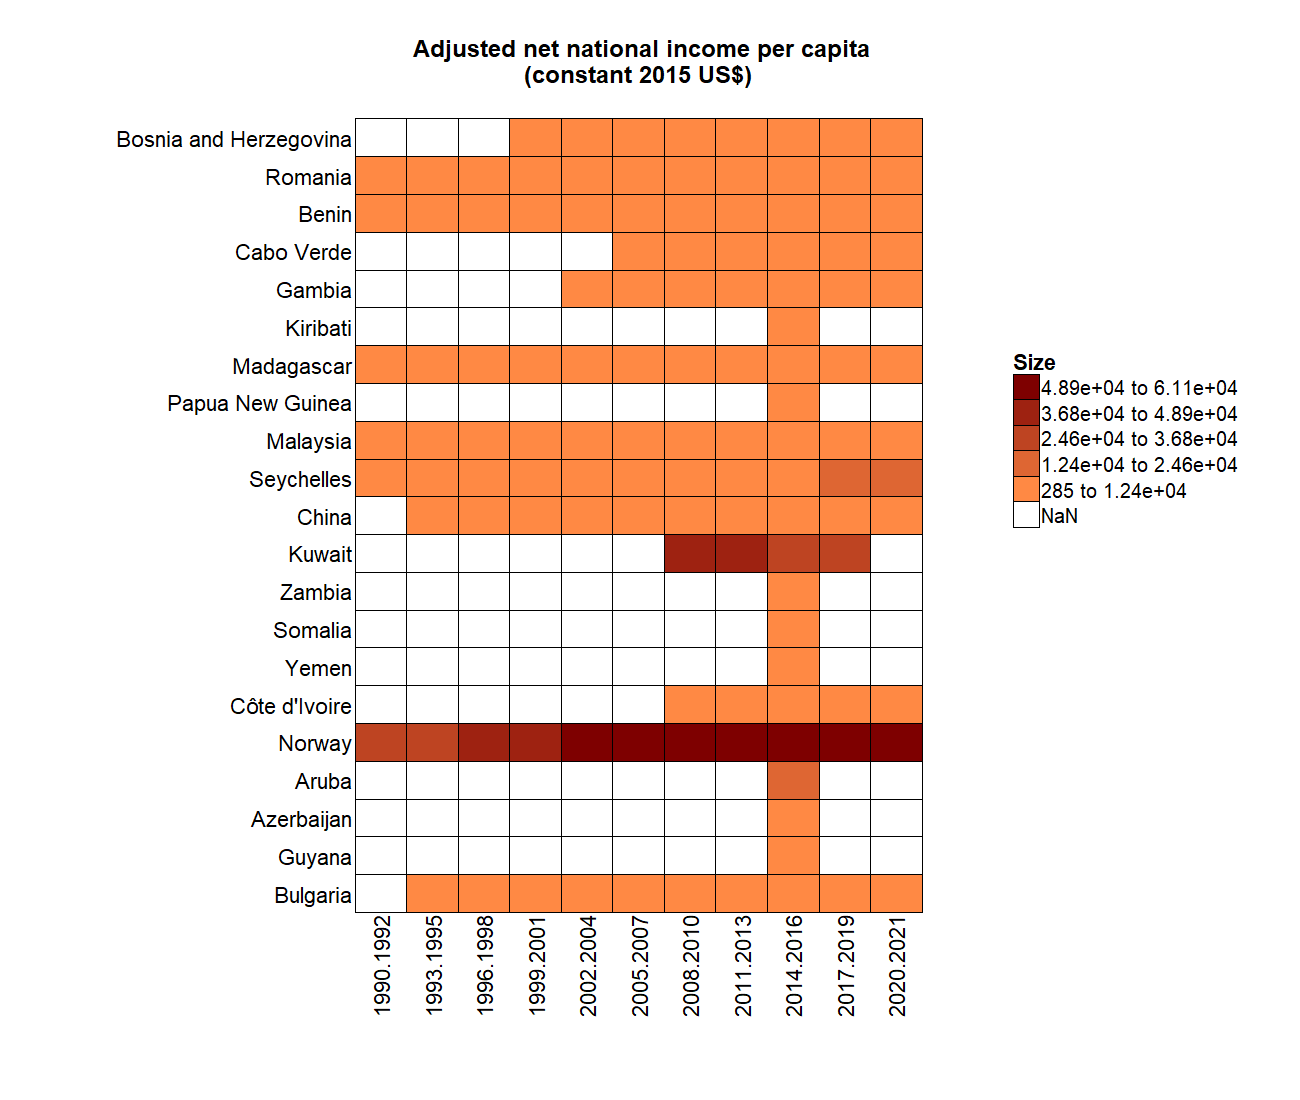 Adjusted net national income per capita
(constant 2015 US$)
Bosnia and Herzegovina
Romania
Benin
Cabo Verde
Gambia
Kiribati
Madagascar
Papua New Guinea
Malaysia
Seychelles
China
Kuwait
Zambia
Somalia
Yemen
Côte d'Ivoire
Norway
Aruba
Azerbaijan
Guyana
Bulgaria
1990.1992
1993.1995
1996.1998
1999.2001
2002.2004
2005.2007
2008.2010
2011.2013
2014.2016
2017.2019
2020.2021
Size
4.89e+04 to 6.11e+04
3.68e+04 to 4.89e+04
2.46e+04 to 3.68e+04
1.24e+04 to 2.46e+04
285 to 1.24e+04
NaN